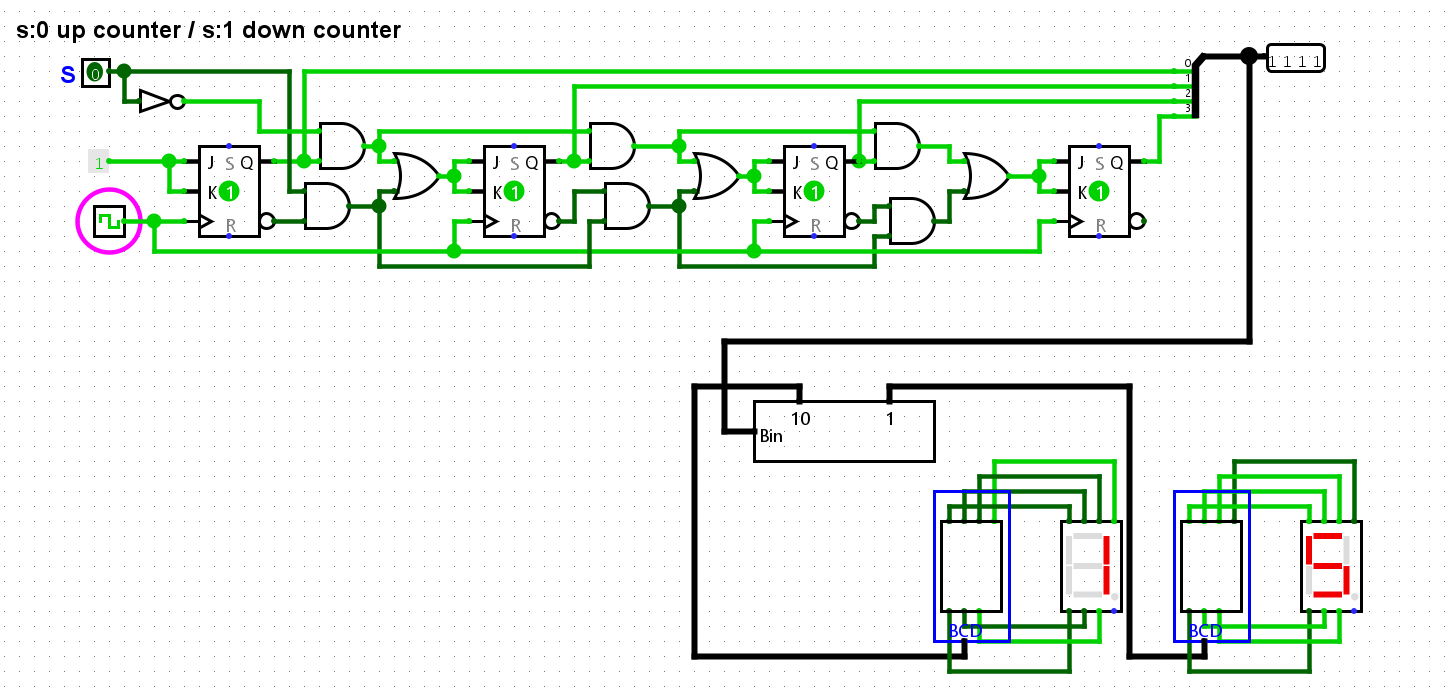 s:0 up counter / s:1 down counter
S 0
0
1
2
3
1 1 1 1
1
J S Q
K 1
R
J S Q
K 1
R
J S Q
K 1
R
J S Q
K 1
R
10 1
Bin
BCD
BCD
15